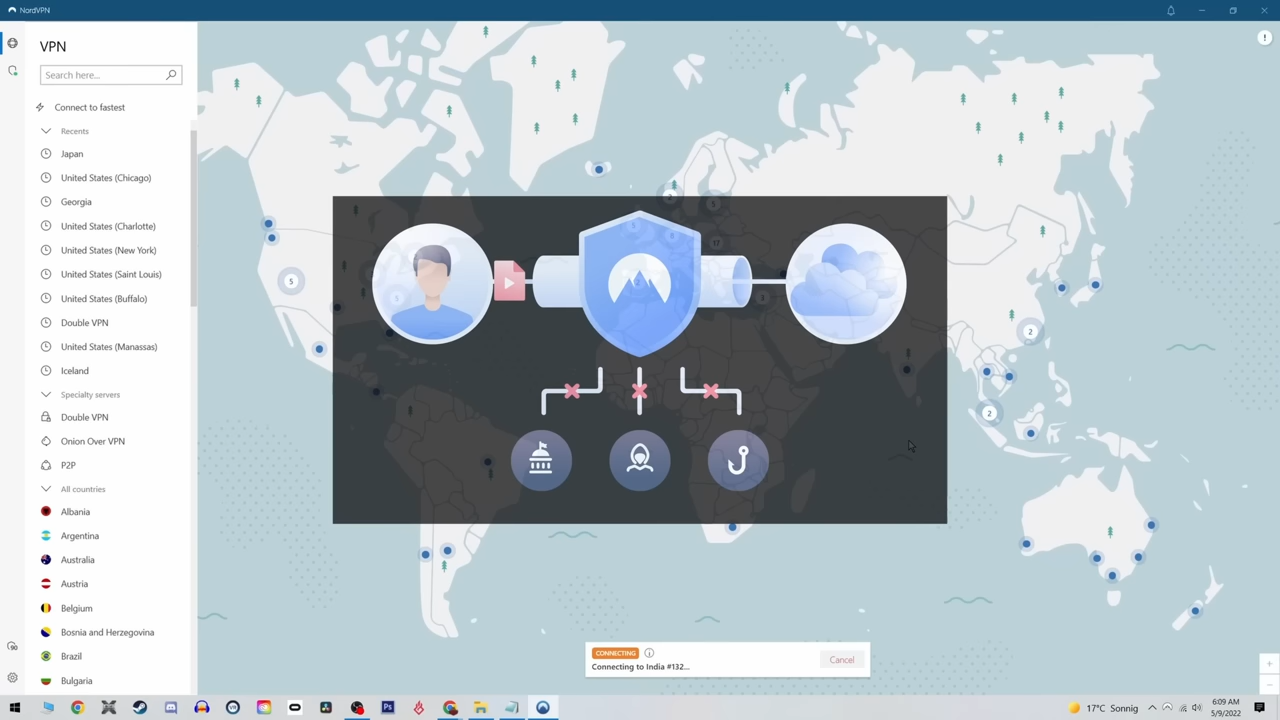 NordVPN
VPN
Search here...
Connect to fastest
Recents
Japan
United States (Chicago)
Georgia
United States (Charlotte)
United States (New York)
United States (Saint Louis)
United States (Buffalo)
Double VPN
United States (Manassas)
Iceland
Specialty servers
Double VPN
Onion Over VPN
P2P
All countries
Albania
Argentina
Australia
Austria
Belgium
Bosnia and Herzegovina
Brazil
Bulgaria
5
2
2
CONNECTING
Connecting to India #132...
Cancel
17°C Sonnig
6:09 AM
5/9/2022